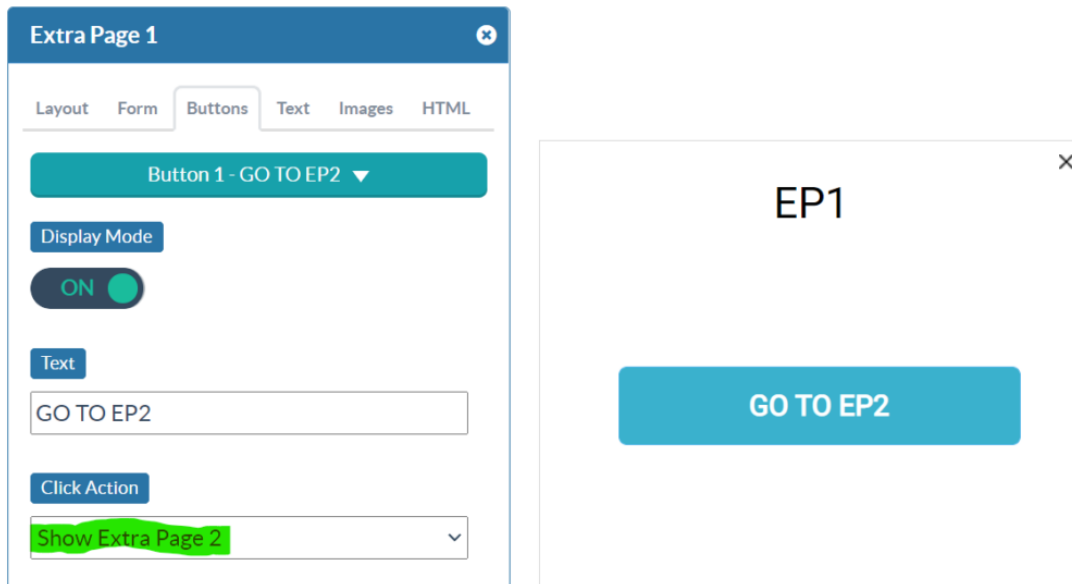 Extra Page 1
Layout Form Buttons Text Images HTML
Button 1 - GO TO EP2
Display Mode
ON
Text
GO TO EP2
Click Action
Show Extra Page 2
EP1
GO TO EP2